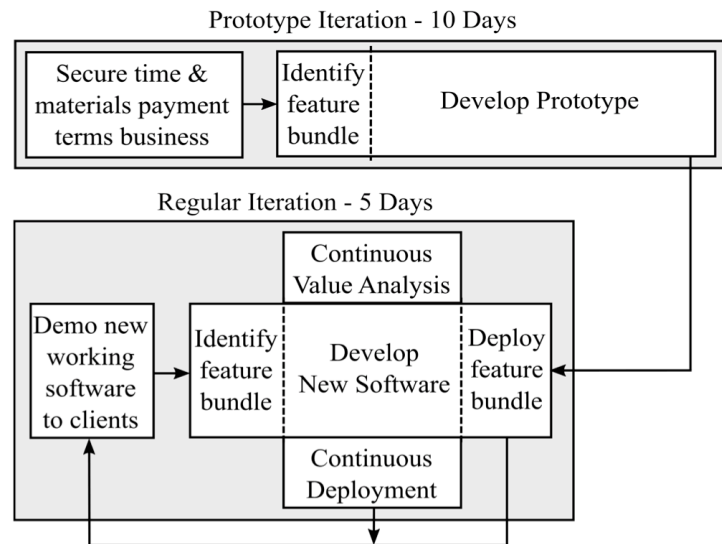 Prototype Iteration - 10 Days
Secure time &
materials payment
terms business
Identify
feature
bundle
Develop Prototype
Regular Iteration - 5 Days
Continuous
Value Analysis
Demo new
working
software
to clients
Identify
feature
bundle
Develop
New Software
Deploy
feature
bundle
Continuous
Deployment